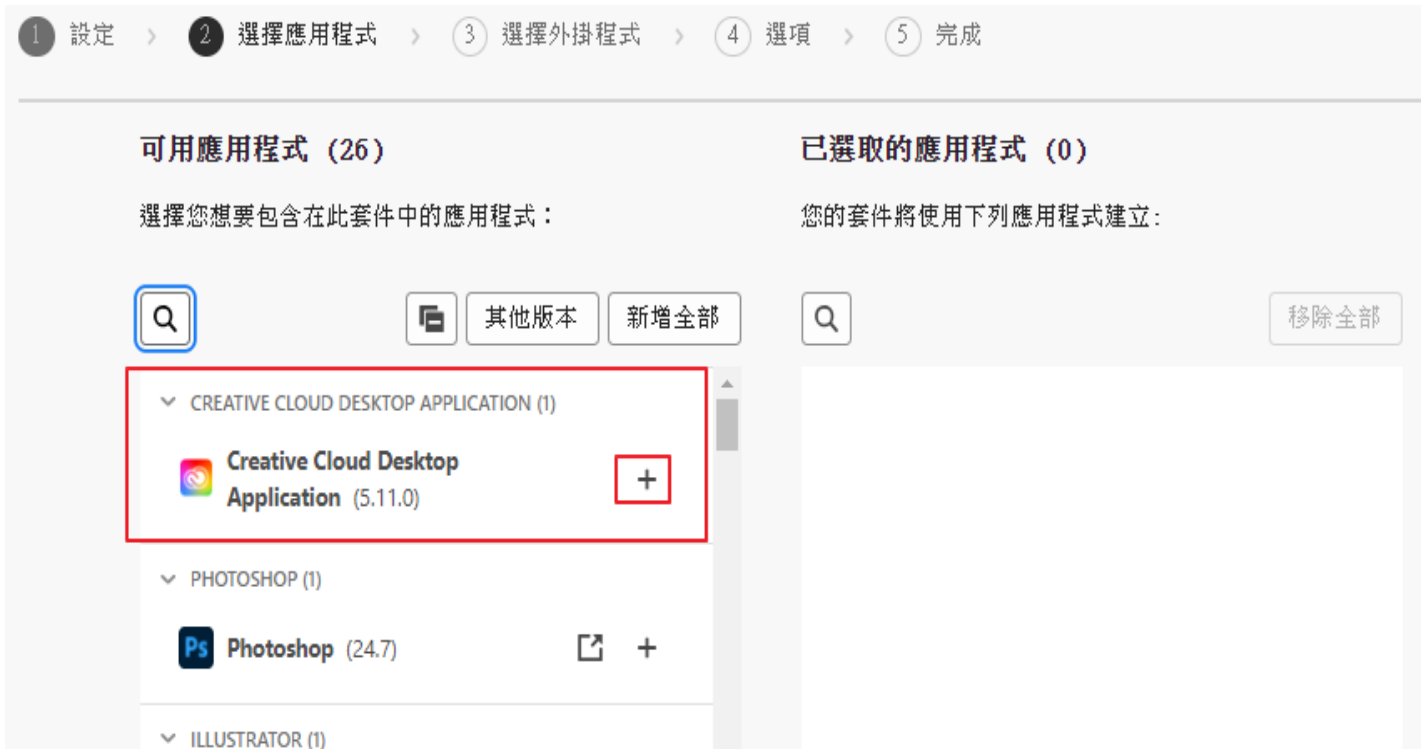 1 設定 > 2 選擇應用程式 > 3 選擇外掛程式 > 4 選項 > 5 完成
可用應用程式 (26)
選擇您想要包含在此套件中的應用程式：
其他版本 新增全部
CREATIVE CLOUD DESKTOP APPLICATION (1)
Creative Cloud Desktop
Application (5.11.0)
PHOTOSHOP (1)
Ps Photoshop (24.7)
ILLUSTRATOR (1)
已選取的應用程式 (0)
您的套件將使用下列應用程式建立:
移除全部